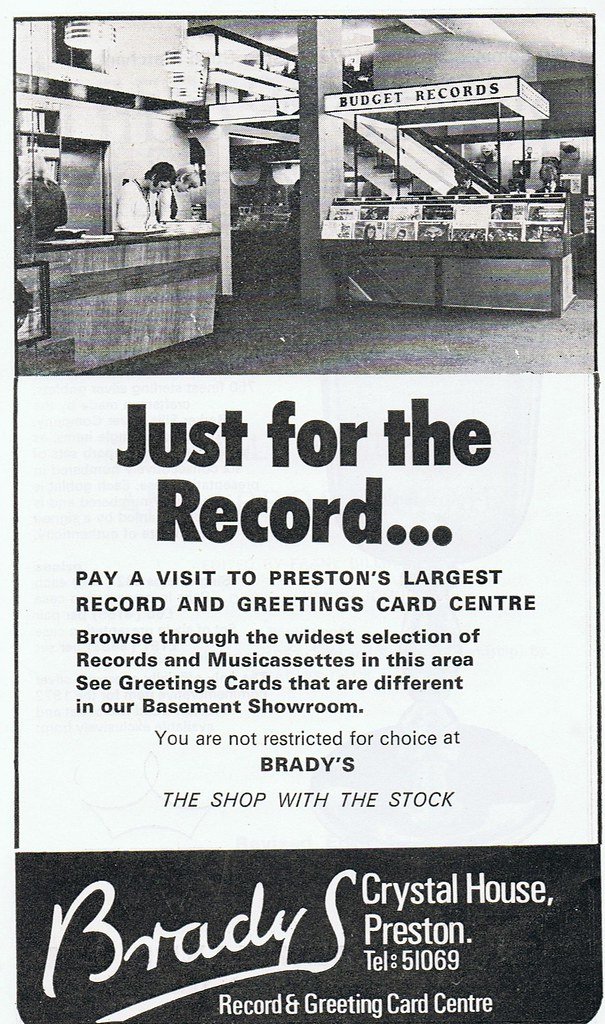 BUDGET RECORDS
Just for the
Record...
PAY A VISIT TO PRESTON'S LARGEST
RECORD AND GREETINGS CARD CENTRE
Browse through the widest selection of
Records and Musicassettes in this area
See Greetings Cards that are different
in our Basement Showroom.
You are not restricted for choice at
BRADY'S
THE SHOP WITH THE STOCK
Bradys
Crystal House,
Preston.
Tel: 51069
Record & Greeting Card Centre